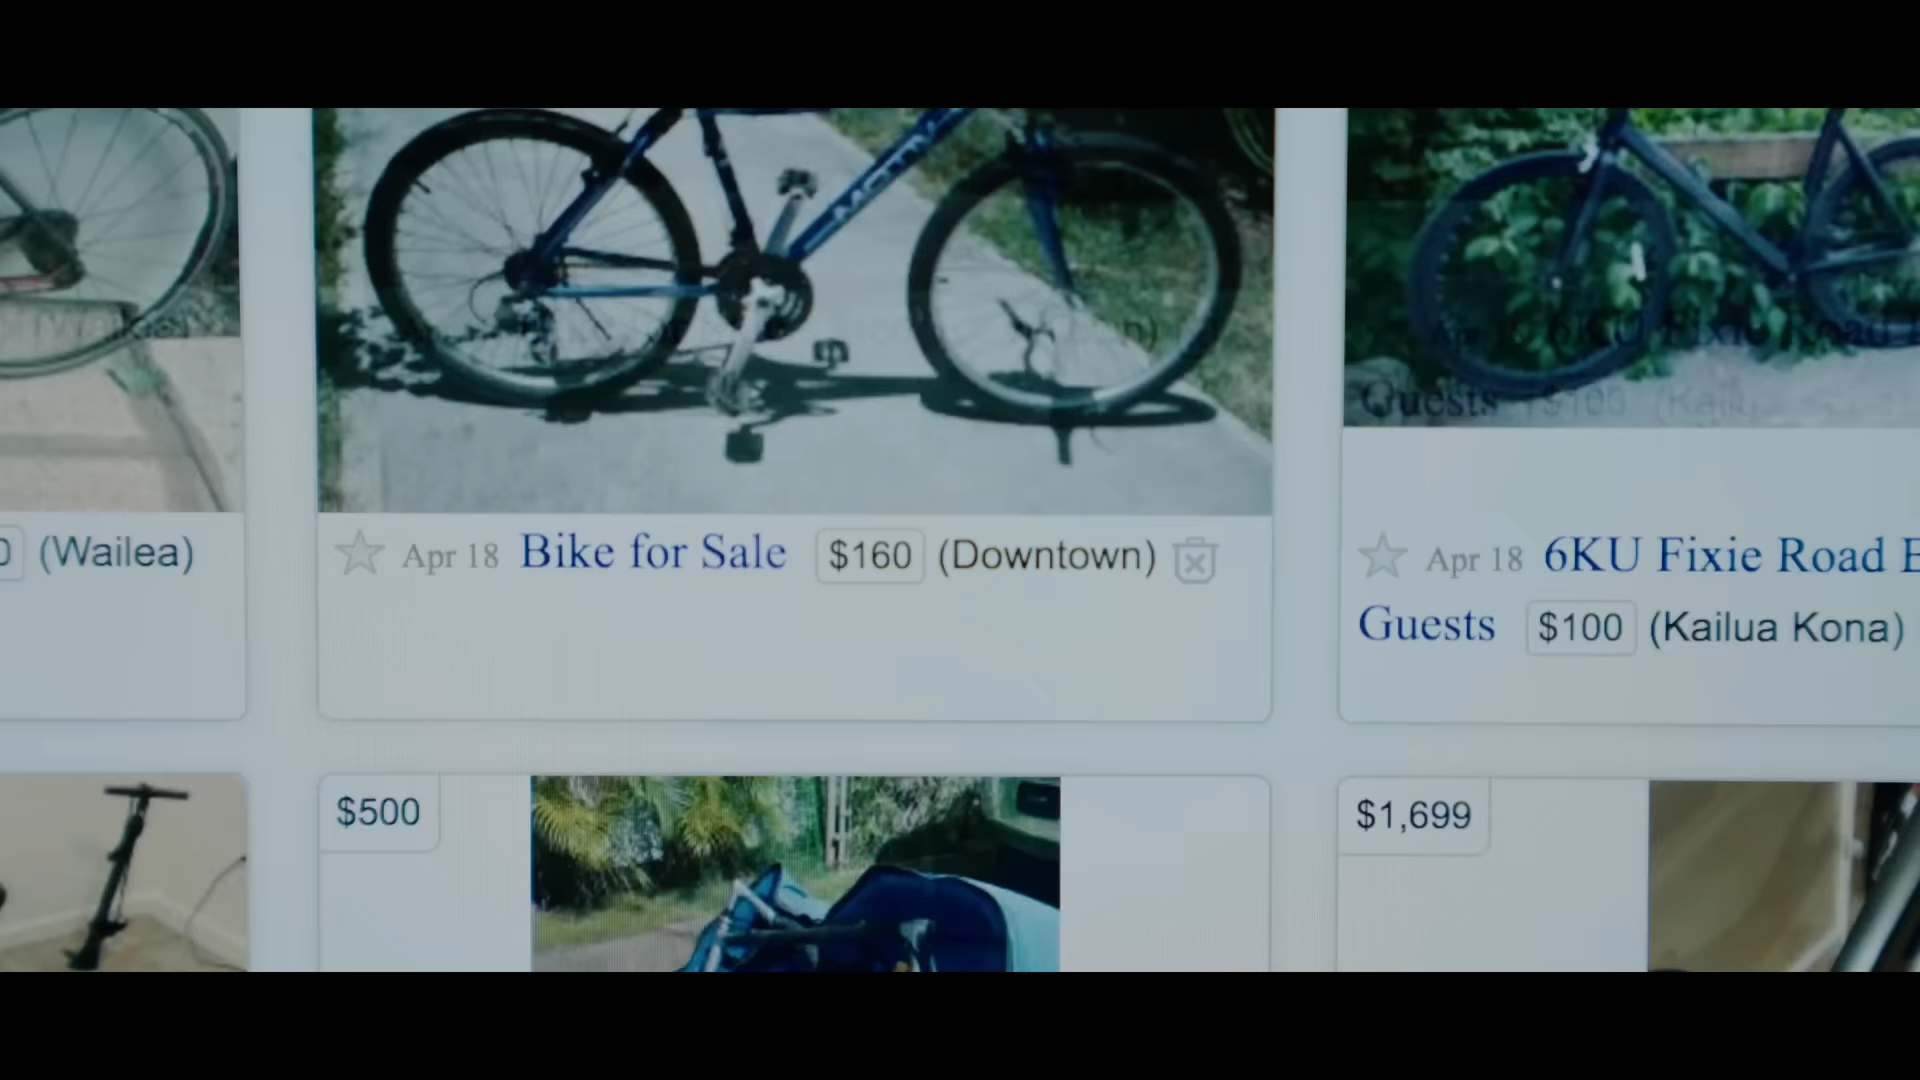 (Wailea)
Apr 18 Bike for Sale $160 (Downtown)
Apr 18 6KU Fixie Road
Guests $100 (Kailua Kona)
$500
$1,699